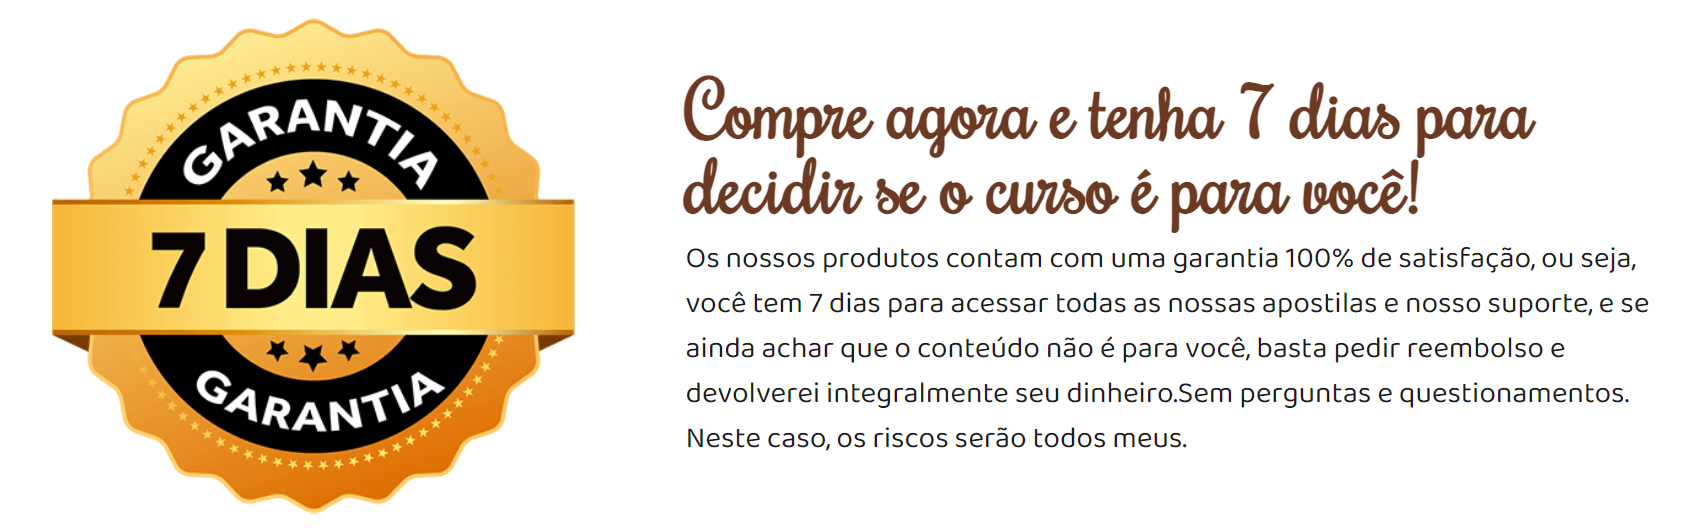 GARANTIA
7 DIAS
GARANTIA
Compre agora e tenha 7 dias para
decidir se o curso é para você!
Os nossos produtos contam com uma garantia 100% de satisfação, ou seja,
você tem 7 dias para acessar todas as nossas apostilas e nosso suporte, e se
ainda achar que o conteúdo não é para você, basta pedir reembolso e
devolverei integralmente seu dinheiro.Sem perguntas e questionamentos.
Neste caso, os riscos serão todos meus.